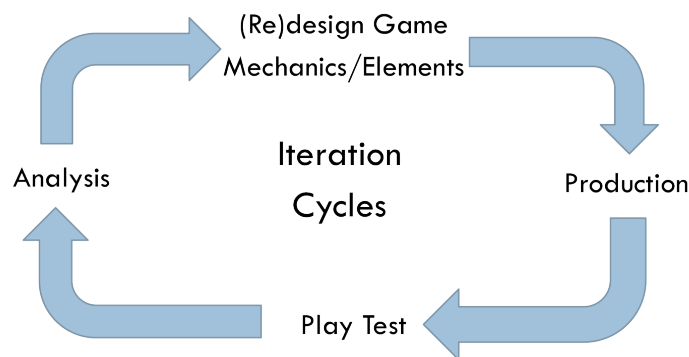 (Re)design Game
Mechanics/Elements
Iteration
Cycles
Analysis
Production
Play Test